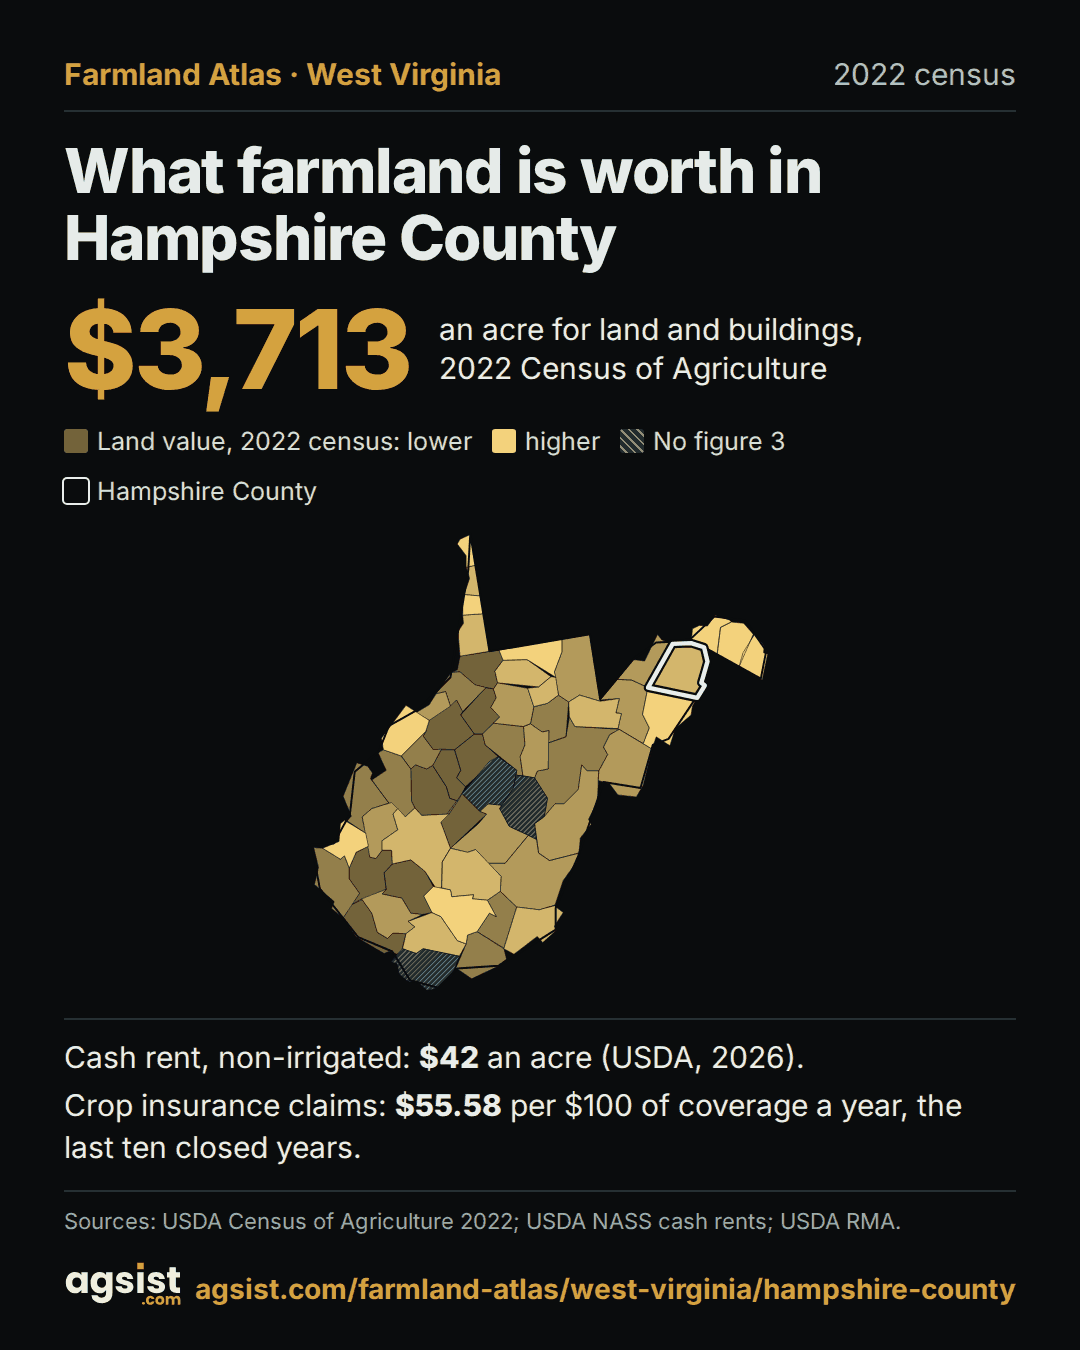 Farmland Atlas · West Virginia
2022 census
What farmland is worth in
Hampshire County
$3,713
an acre for land and buildings,
2022 Census of Agriculture
Land value, 2022 census: lower
higher
No figure 3
Hampshire County
Cash rent, non-irrigated: $42 an acre (USDA, 2026).
Crop insurance claims: $55.58 per $100 of coverage a year, the
last ten closed years.
Sources: USDA Census of Agriculture 2022; USDA NASS cash rents; USDA RMA.
agsist
.com
agsist.com/farmland-atlas/west-virginia/hampshire-county